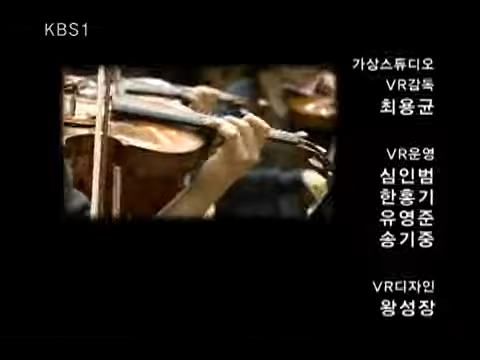 KBS1
가상스튜디오
VR감독
최용균
VR운영
심인범
한홍기
유영준
송기중
VR디자인
왕성장